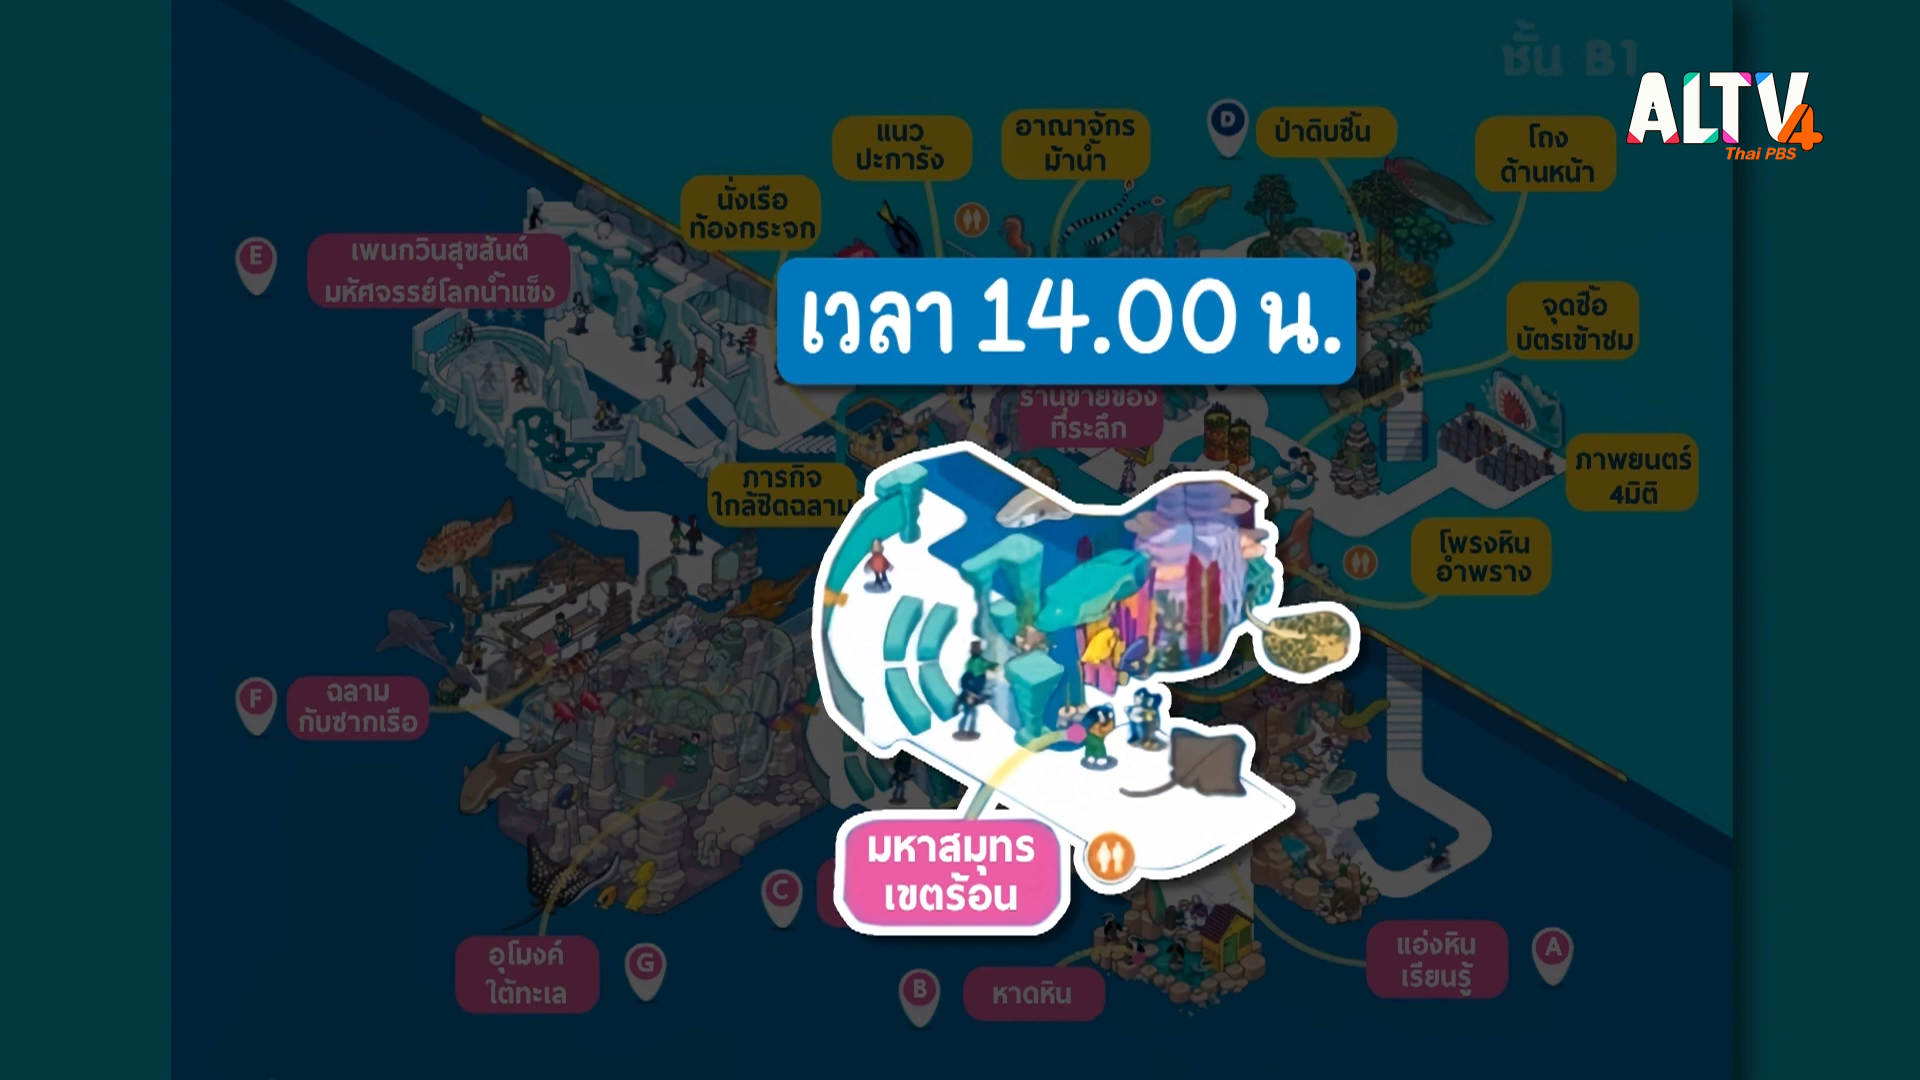 ชั้น B1
ALTV4
Thai PBS
แนว
ปะการัง
อาณาจักร
ม้าน้ำ
D
ป่าดิบชื้น
โถง
ด้านหน้า
นั่งเรือ
ท้องกระจก
E
เพนกวินสุขสันต์
มหัศจรรย์โลกน้ำแข็ง
เวลา 14.00 น.
จุดซื้อ
บัตรเข้าชม
ร้านขายของ
ที่ระลึก
ภารกิจ
ใกล้ชิดฉลาม
ภาพยนตร์
4มิติ
โพรงหิน
อำพราง
F
ฉลาม
กับซากเรือ
มหาสมุทร
เขตร้อน
C
อุโมงค์
ใต้ทะเล
G
B
หาดหิน
แอ่งหิน
เรียนรู้
A